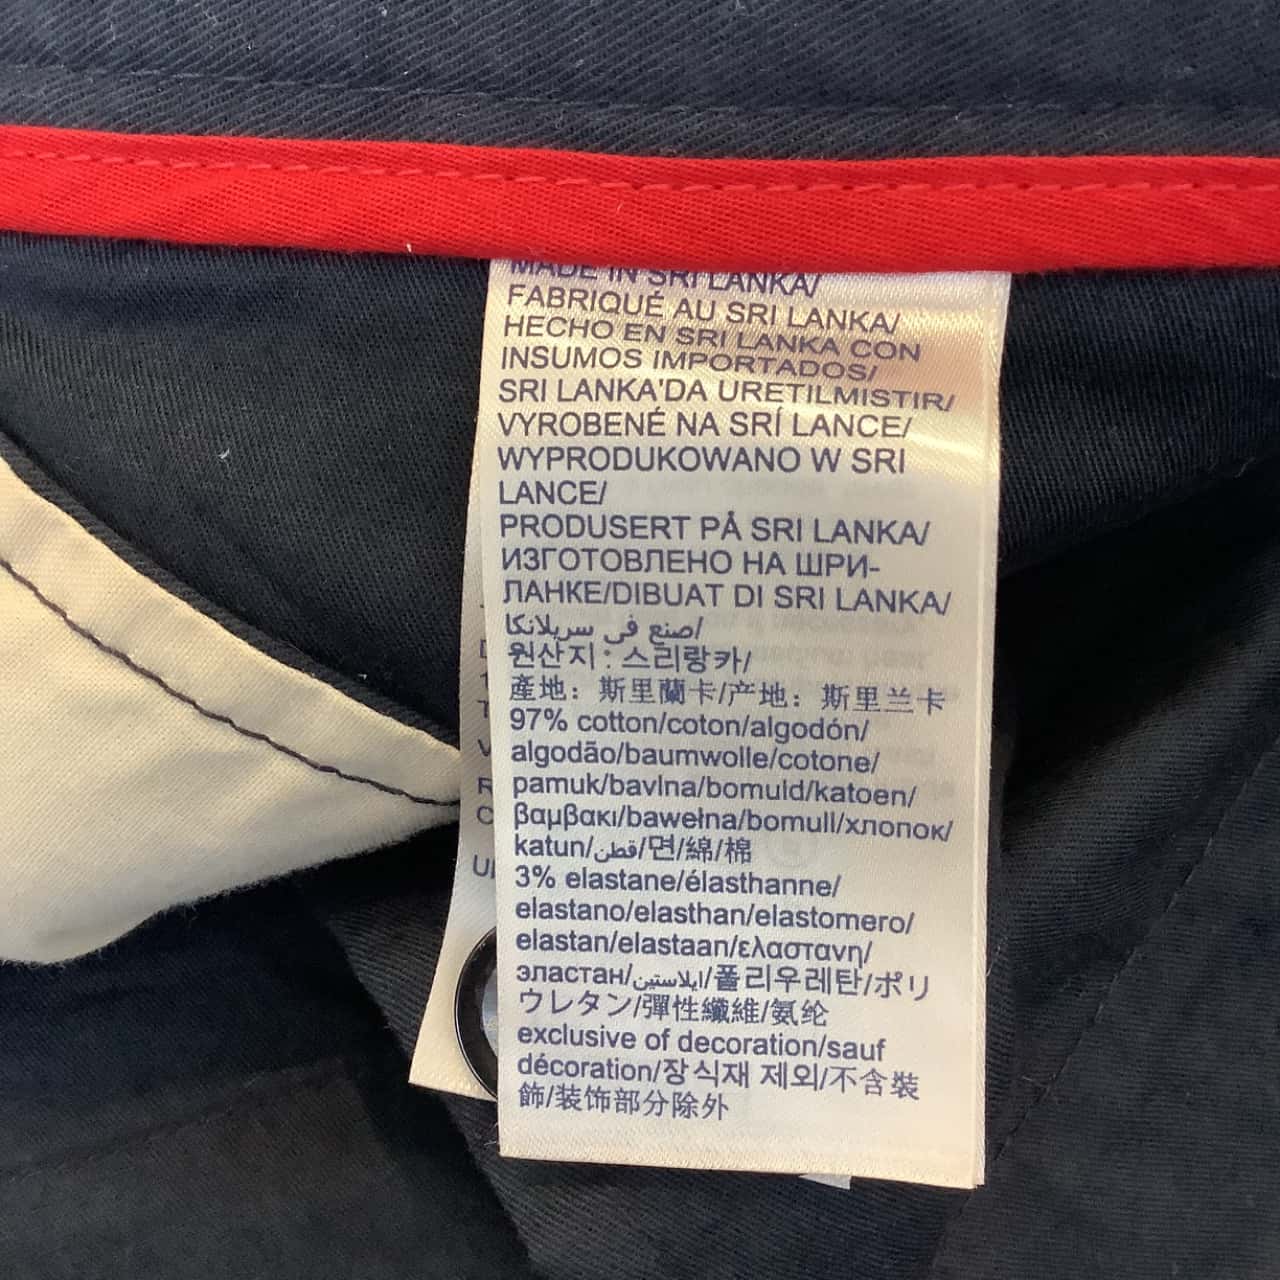 MADE IN SRI LANKA/
FABRIQUÉ AU SRI LANKA/
HECHO EN SRI LANKA CON
INSUMOS IMPORTADOS/
SRI LANKA'DA URETILMISTIR/
VYROBENÉ NA SRÍ LANCE/
WYPRODUKOWANO W SRI
LANCE/
PRODUSERT PÅ SRI LANKA/
ИЗГОТОВЛЕНО НА ШРИ-
ЛАНКЕ/DIBUAT DI SRI LANKA/
صنع في سريلانكا/
원산지: 스리랑카/
產地: 斯里蘭卡/产地: 斯里兰卡
97% cotton/coton/algodón/
algodão/baumwolle/cotone/
pamuk/bavlna/bomuld/katoen/
βαμβακι/bawełna/bomull/хлопок/
katun/قطن/면/綿/棉
3% elastane/élasthanne/
elastano/elasthan/elastomero/
elastan/elastaan/ελαστανη/
эластан/ايلاستين/폴리우레탄/ポリ
ウレタン/彈性纖維/氨纶
exclusive of decoration/sauf
décoration/장식재 제외/不含裝
飾/装饰部分除外